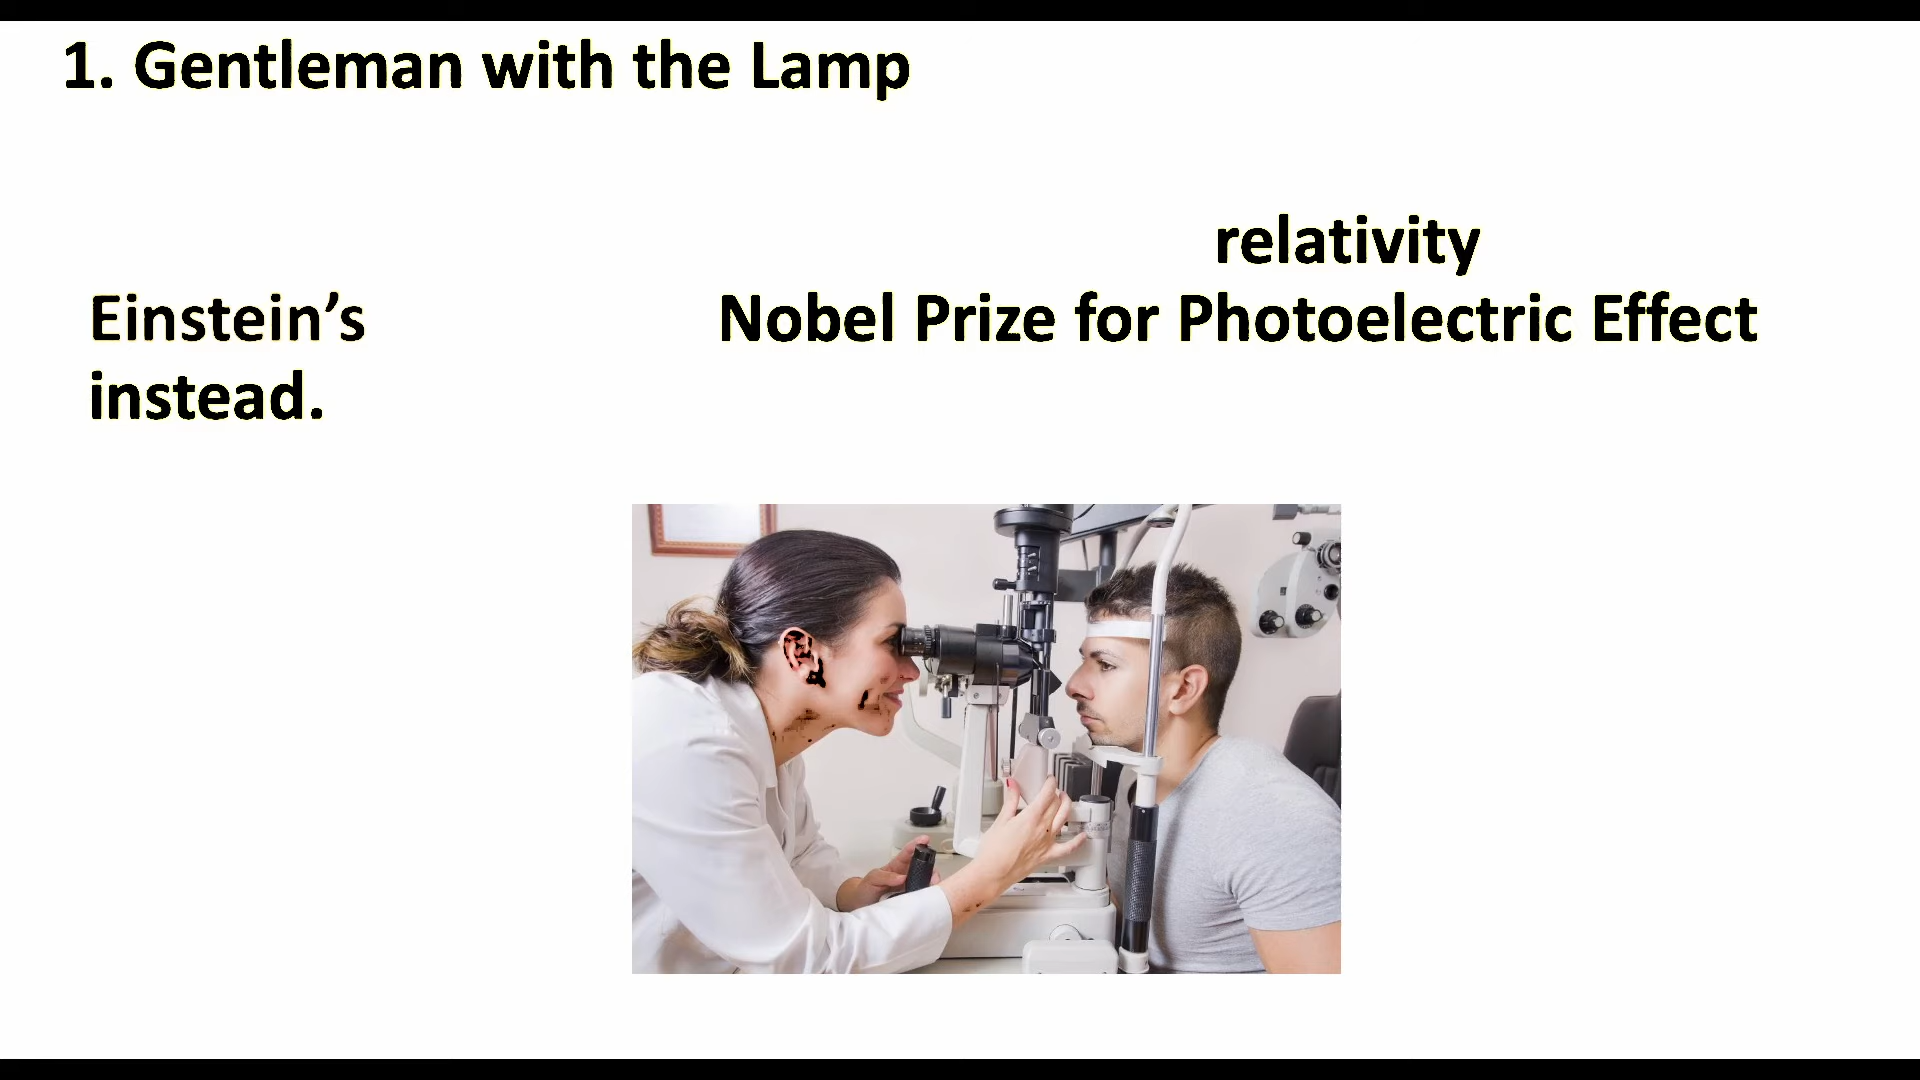 1. Gentleman with the Lamp
relativity
Einstein’s Nobel Prize for Photoelectric Effect
instead.